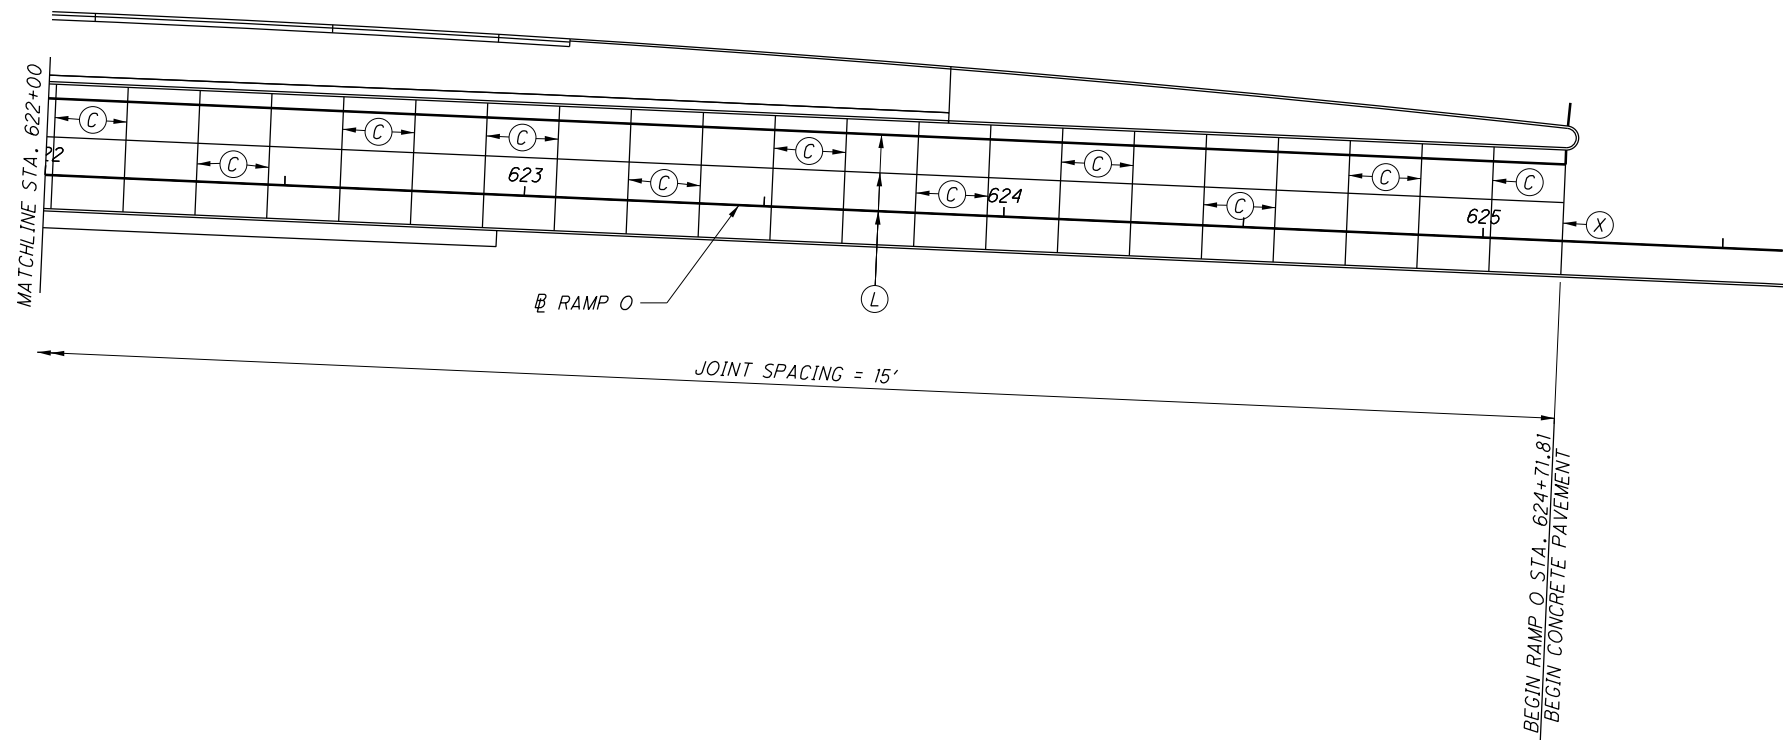 MATCHLINE STA. 622+00
C
C
C
C
C
C
C
C
C
C
C
C
22
623
624
625
X
L
℄ RAMP O
JOINT SPACING = 15'
BEGIN RAMP O STA. 624+71.81
BEGIN CONCRETE PAVEMENT